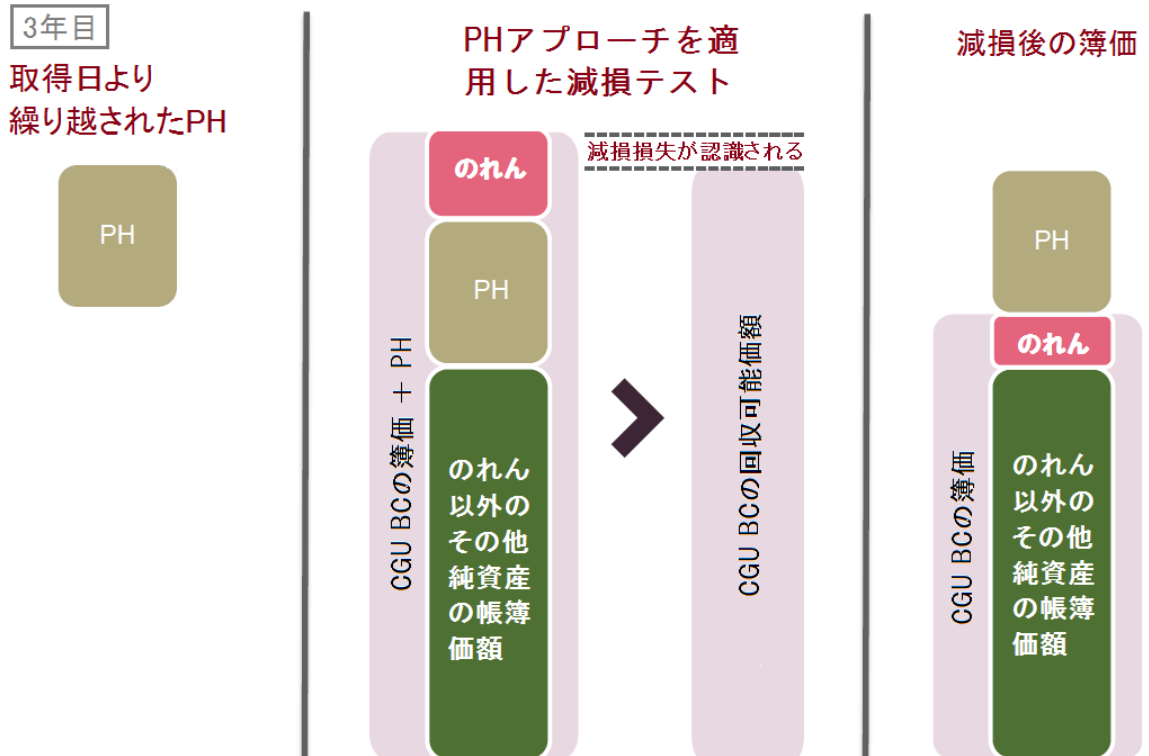 3年目
取得日より
繰り越されたPH
PH
PHアプローチを適
用した減損テスト
減損損失が認識される
のれん
PH
CGU BCの簿価 + PH
のれん
以外の
その他
純資産
の帳簿
価額
CGU BCの回収可能価額
減損後の簿価
PH
のれん
CGU BCの簿価
のれん
以外の
その他
純資産
の帳簿
価額